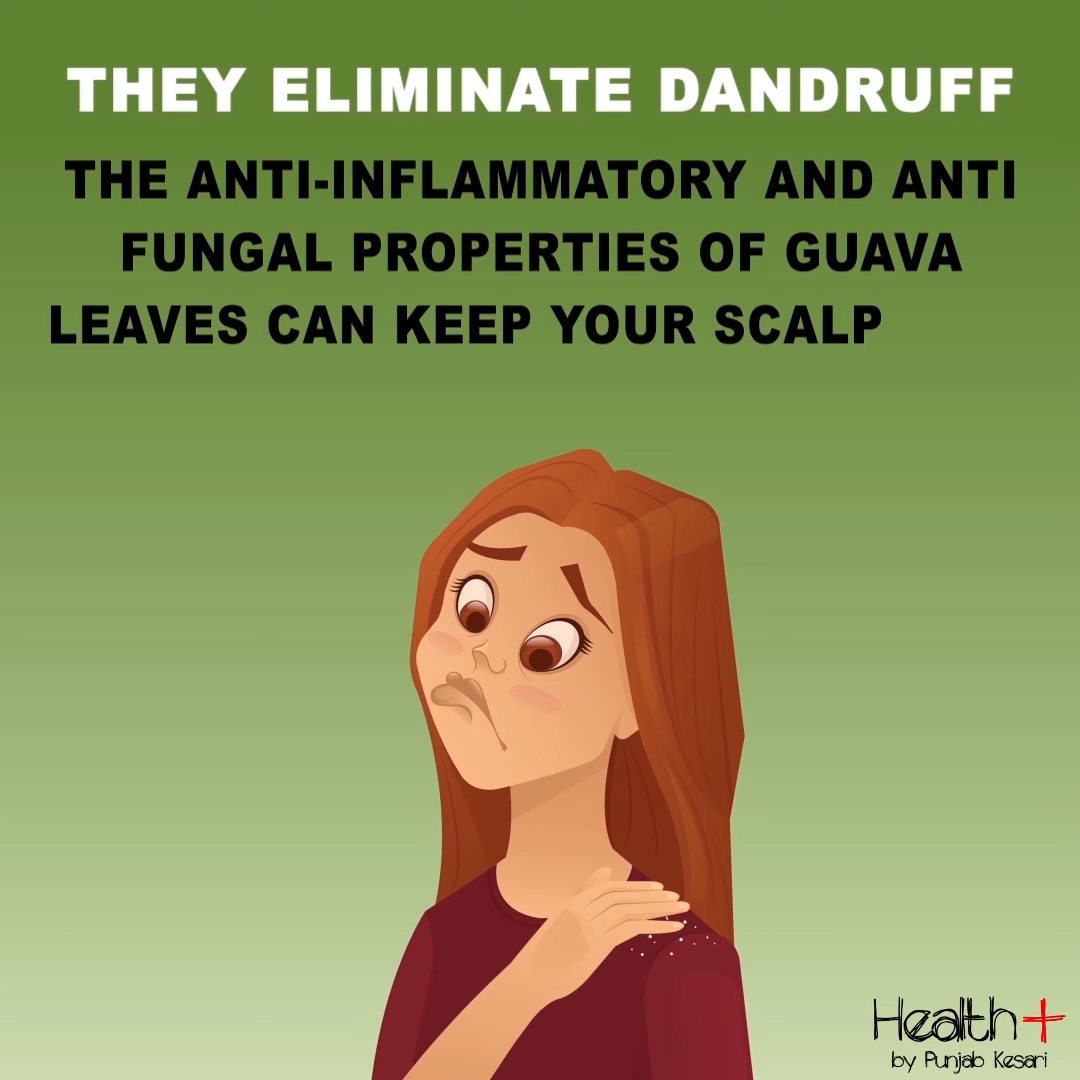 THEY ELIMINATE DANDRUFF
THE ANTI-INFLAMMATORY AND ANTI
FUNGAL PROPERTIES OF GUAVA
LEAVES CAN KEEP YOUR SCALP
Health+
by Punjab Kesari